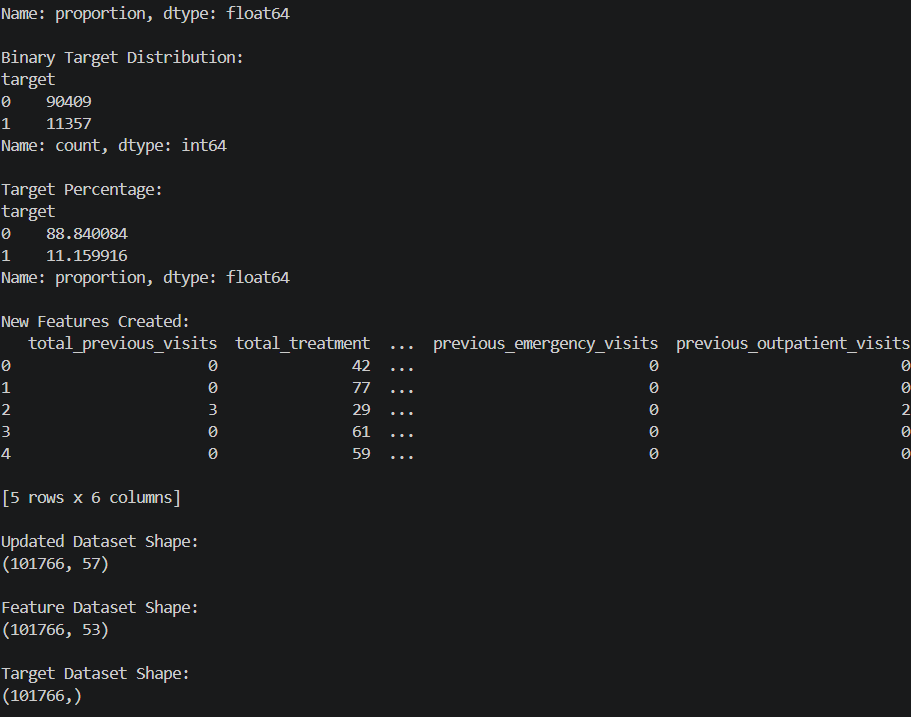 Name: proportion, dtype: float64
Binary Target Distribution:
target
0    90409
1    11357
Name: count, dtype: int64
Target Percentage:
target
0    88.840084
1    11.159916
Name: proportion, dtype: float64
New Features Created:
   total_previous_visits  total_treatment  ...  previous_emergency_visits  previous_outpatient_visits
0                      0               42  ...                          0                           0
1                      0               77  ...                          0                           0
2                      3               29  ...                          0                           2
3                      0               61  ...                          0                           0
4                      0               59  ...                          0                           0
[5 rows x 6 columns]
Updated Dataset Shape:
(101766, 57)
Feature Dataset Shape:
(101766, 53)
Target Dataset Shape:
(101766,)